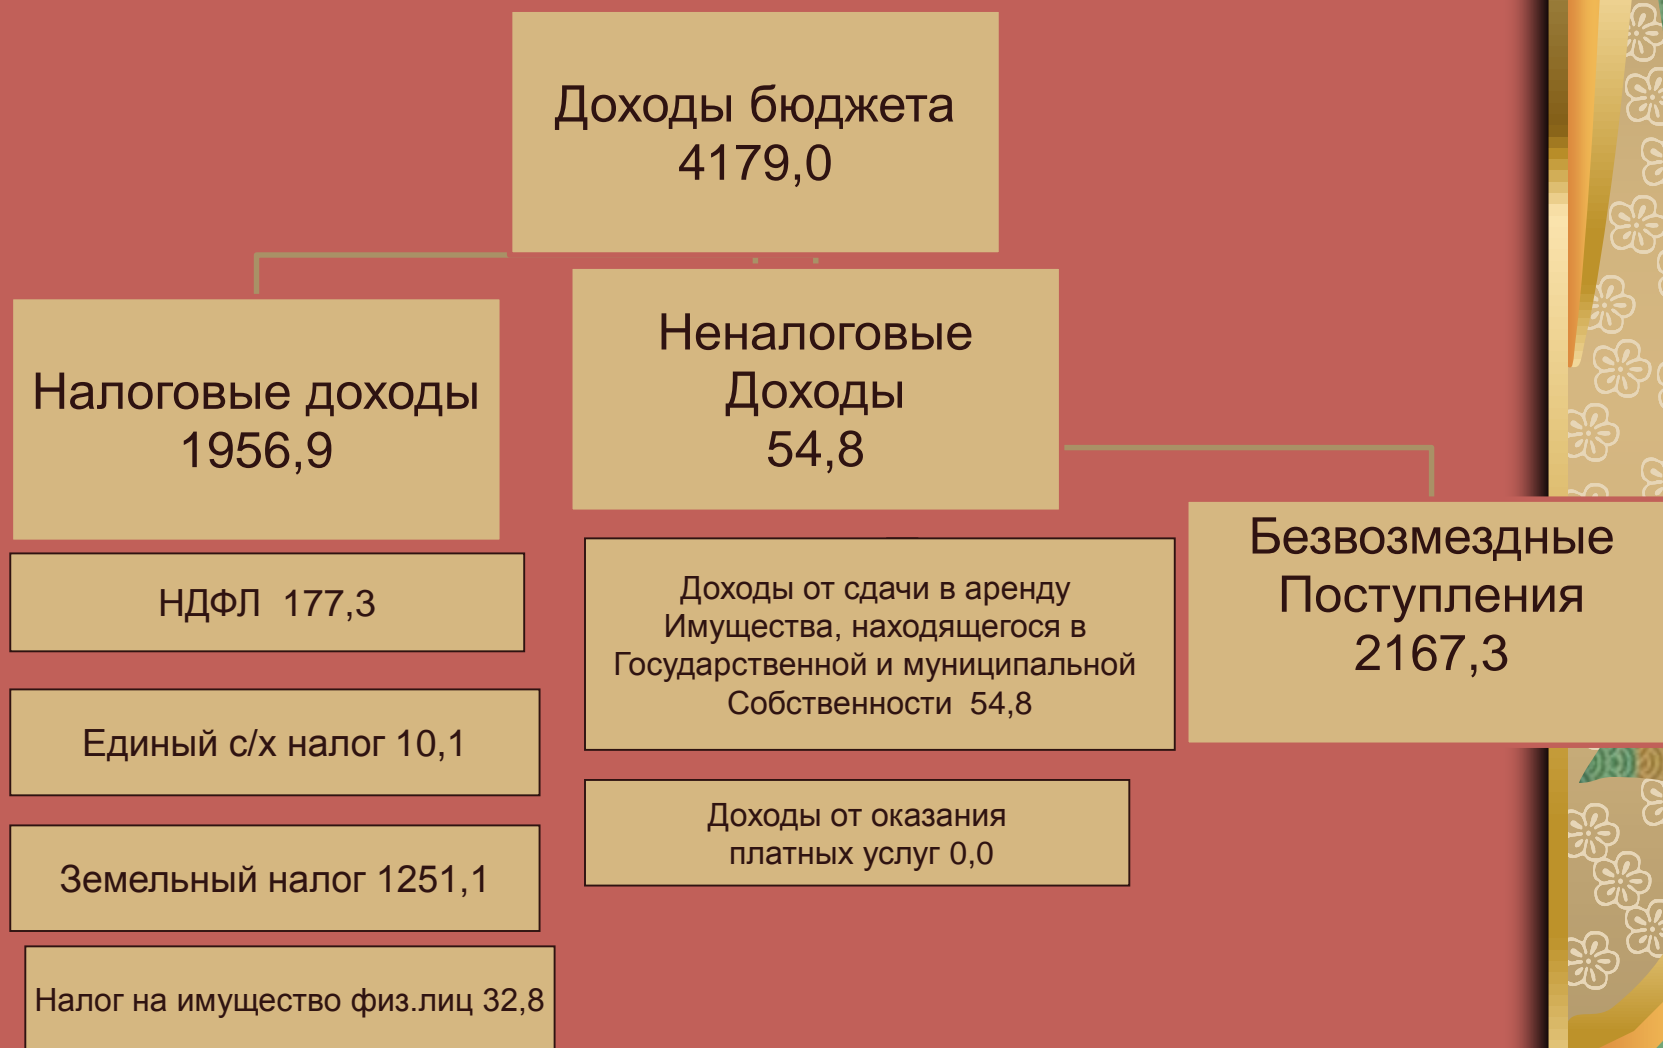 Доходы бюджета
4179,0
Налоговые доходы
1956,9
Неналоговые
Доходы
54,8
Безвозмездные
Поступления
2167,3
НДФЛ  177,3
Единый с/х налог 10,1
Земельный налог 1251,1
Налог на имущество физ.лиц 32,8
Доходы от сдачи в аренду
Имущества, находящегося в
Государственной и муниципальной
Собственности  54,8
Доходы от оказания
платных услуг 0,0